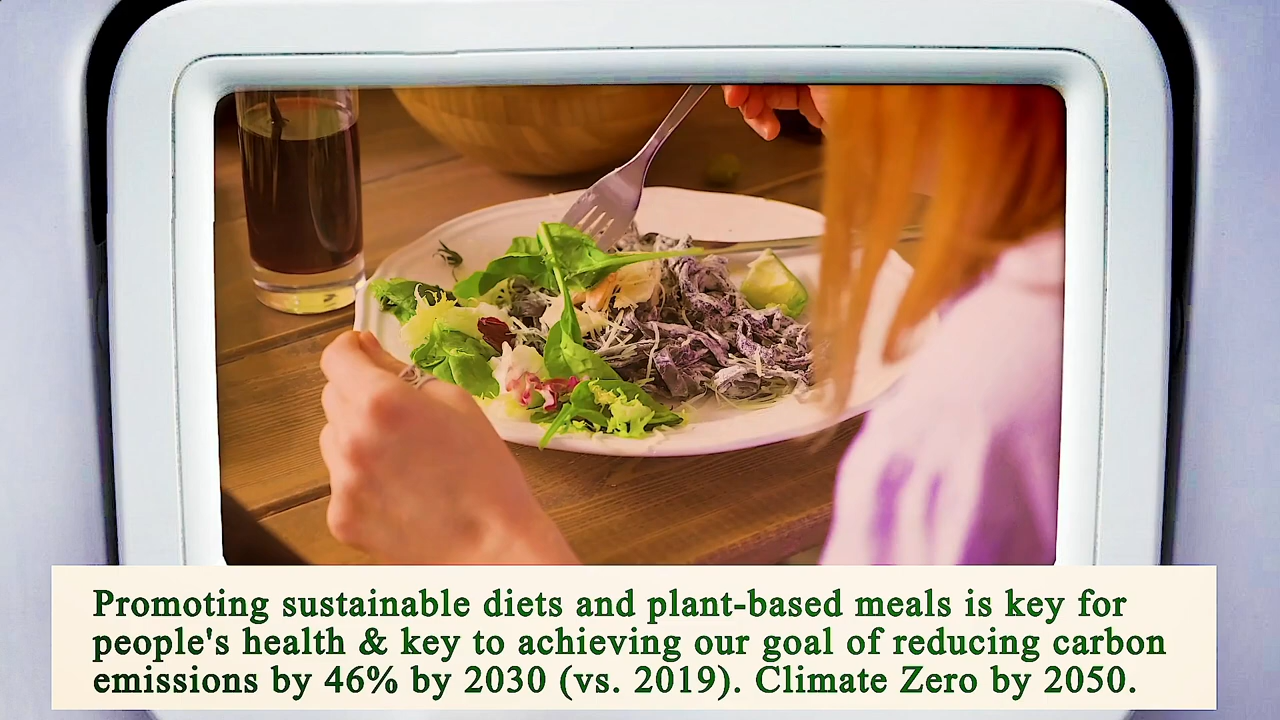 Promoting sustainable diets and plant-based meals is key for
people's health & key to achieving our goal of reducing carbon
emissions by 46% by 2030 (vs. 2019). Climate Zero by 2050.